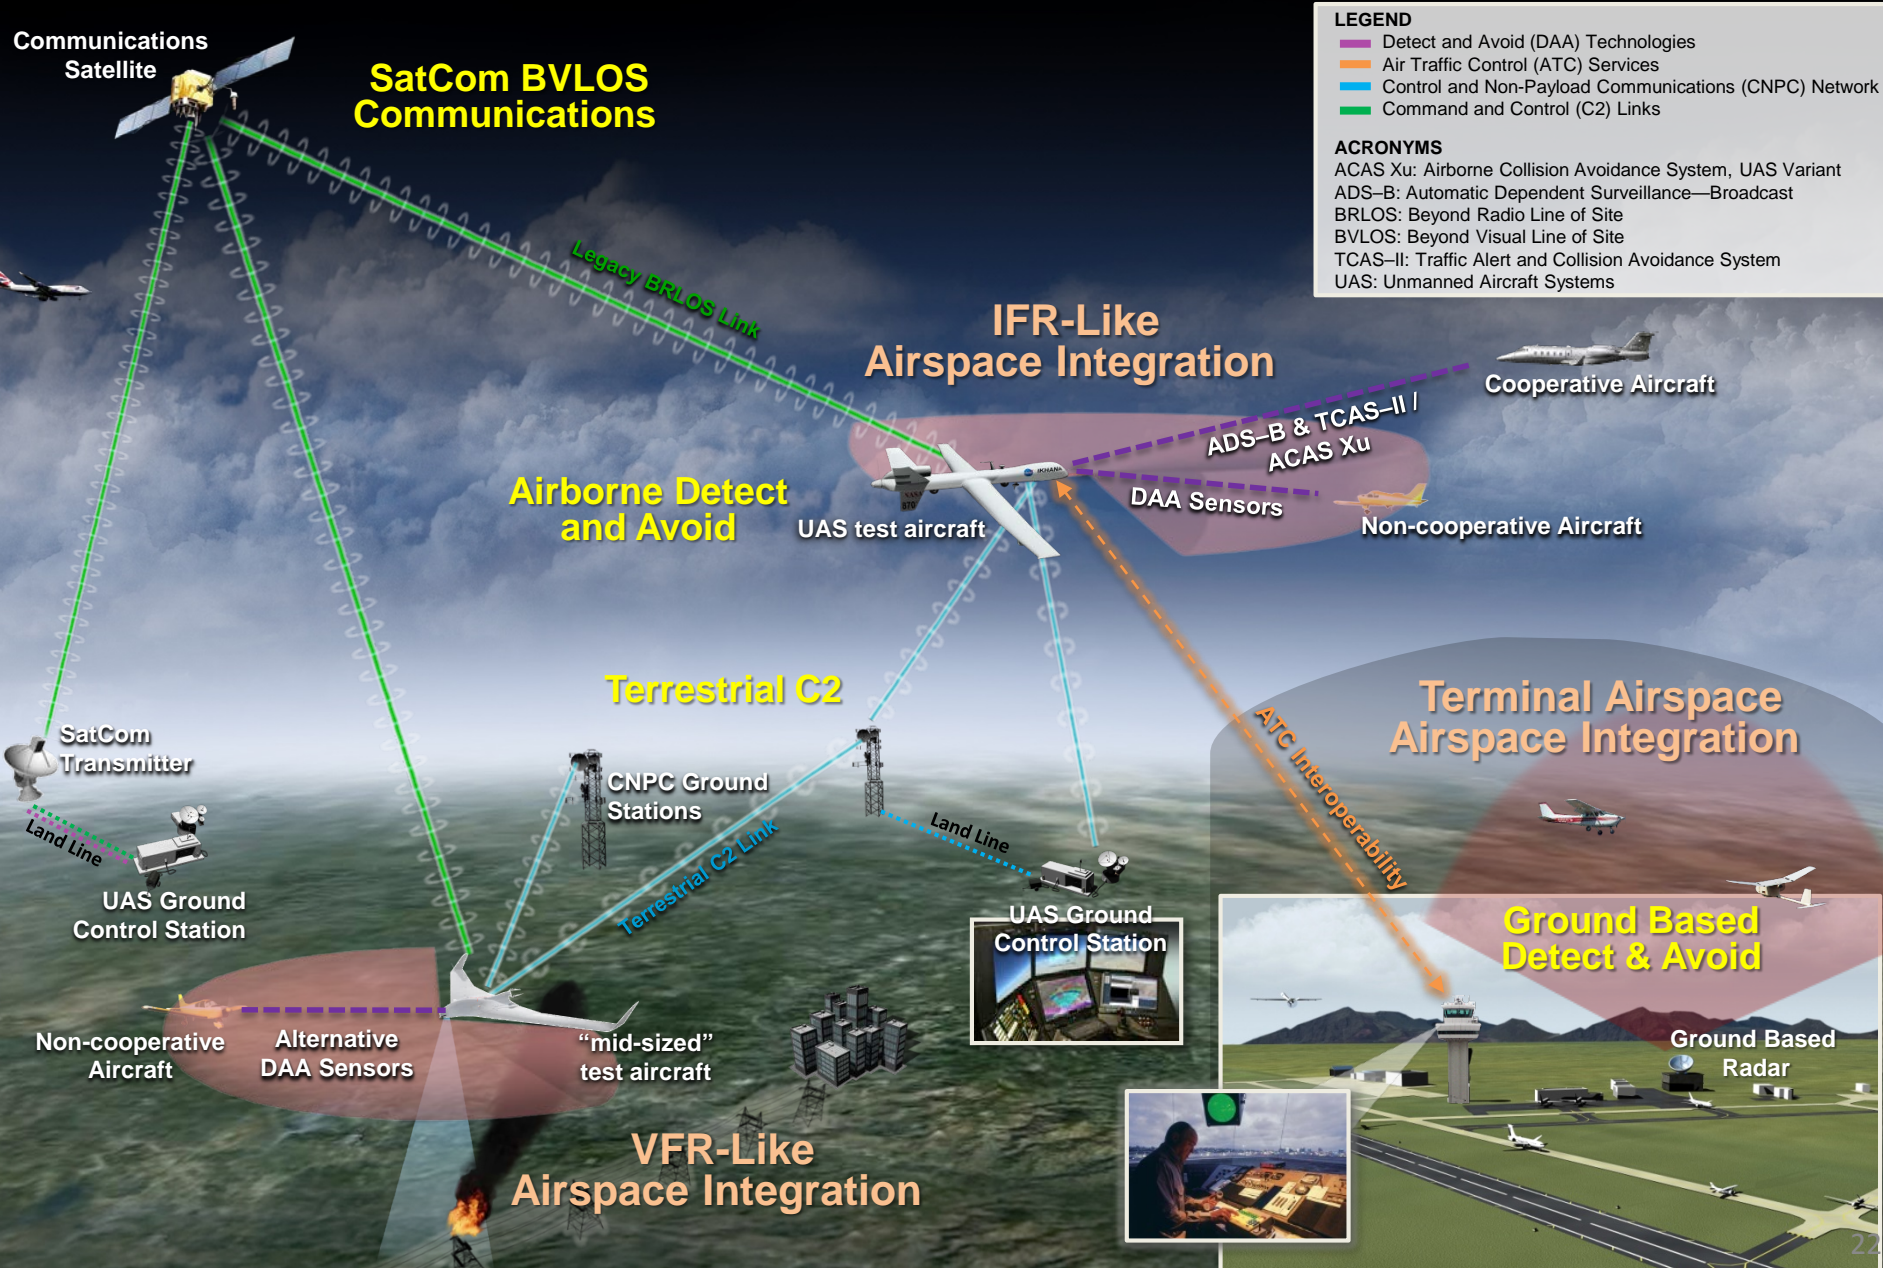 Communications
Satellite
SatCom BVLOS
Communications
LEGEND
Detect and Avoid (DAA) Technologies
Air Traffic Control (ATC) Services
Control and Non-Payload Communications (CNPC) Network
Command and Control (C2) Links
ACRONYMS
ACAS Xu: Airborne Collision Avoidance System, UAS Variant
ADS–B: Automatic Dependent Surveillance—Broadcast
BRLOS: Beyond Radio Line of Site
BVLOS: Beyond Visual Line of Site
TCAS–II: Traffic Alert and Collision Avoidance System
UAS: Unmanned Aircraft Systems
Legacy BRLOS Link
IFR-Like
Airspace Integration
Cooperative Aircraft
ADS–B & TCAS–II /
ACAS Xu
Airborne Detect
and Avoid
IKHANA
NASA
870
UAS test aircraft
DAA Sensors
Non-cooperative Aircraft
Terrestrial C2
Terminal Airspace
Airspace Integration
ATC Interoperability
SatCom
Transmitter
CNPC Ground
Stations
Land Line
Land Line
Terrestrial C2 Link
UAS Ground
Control Station
UAS Ground
Control Station
Ground Based
Detect & Avoid
Non-cooperative
Aircraft
Alternative
DAA Sensors
“mid-sized”
test aircraft
Ground Based
Radar
VFR-Like
Airspace Integration
22